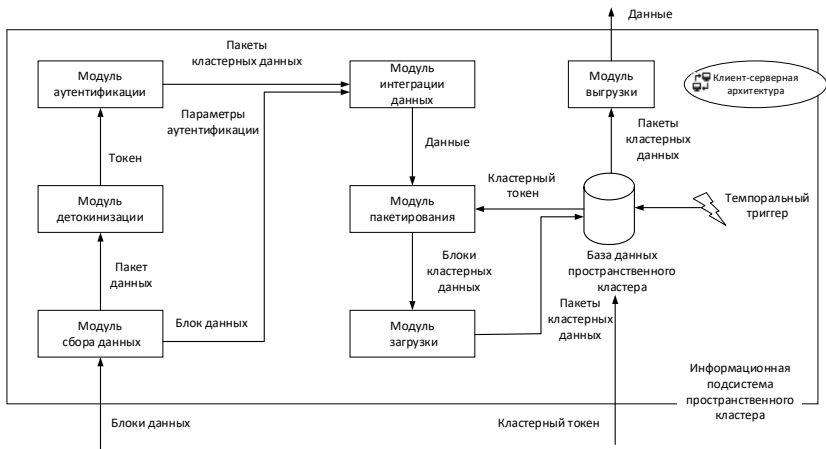 Данные
Пакеты
кластерных данных
Модуль
аутентификации
Модуль
интеграции
данных
Модуль
выгрузки
Клиент-серверная
архитектура
Параметры
аутентификации
Пакеты
кластерных
данных
Токен
Данные
Кластерный
токен
Модуль
детокинизации
Модуль
пакетирования
Темпоральный
триггер
Пакет
данных
Блоки
кластерных
данных
База данных
пространственного
кластера
Пакеты
кластерных
данных
Модуль
сбора данных
Блок данных
Модуль
загрузки
Информационная
подсистема
пространственного
кластера
Блоки данных
Кластерный токен